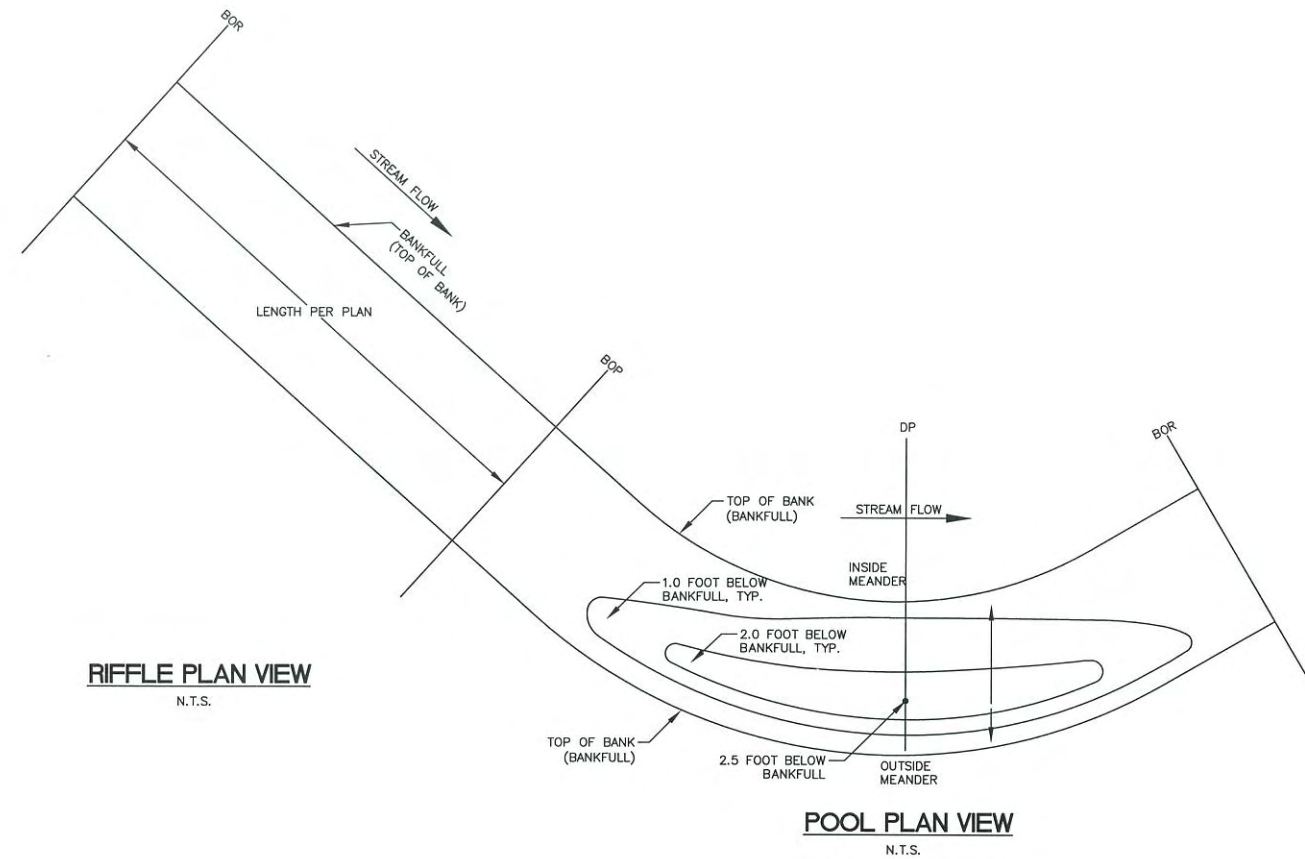 BOR
STREAM FLOW
BANKFULL
(TOP OF BANK)
LENGTH PER PLAN
BOP
DP
BOR
TOP OF BANK
(BANKFULL)
STREAM FLOW
INSIDE
MEANDER
1.0 FOOT BELOW
BANKFULL, TYP.
2.0 FOOT BELOW
BANKFULL, TYP.
RIFFLE PLAN VIEW
N.T.S.
TOP OF BANK
(BANKFULL)
2.5 FOOT BELOW
BANKFULL
OUTSIDE
MEANDER
POOL PLAN VIEW
N.T.S.